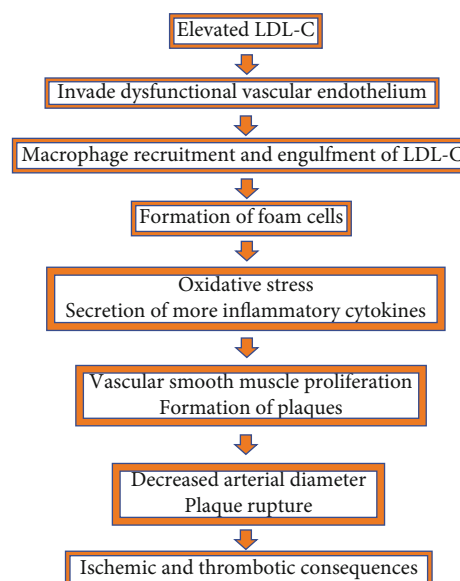 Elevated LDL-C
Invade dysfunctional vascular endothelium
Macrophage recruitment and engulfment of LDL-C
Formation of foam cells
Oxidative stress
Secretion of more inflammatory cytokines
Vascular smooth muscle proliferation
Formation of plaques
Decreased arterial diameter
Plaque rupture
Ischemic and thrombotic consequences